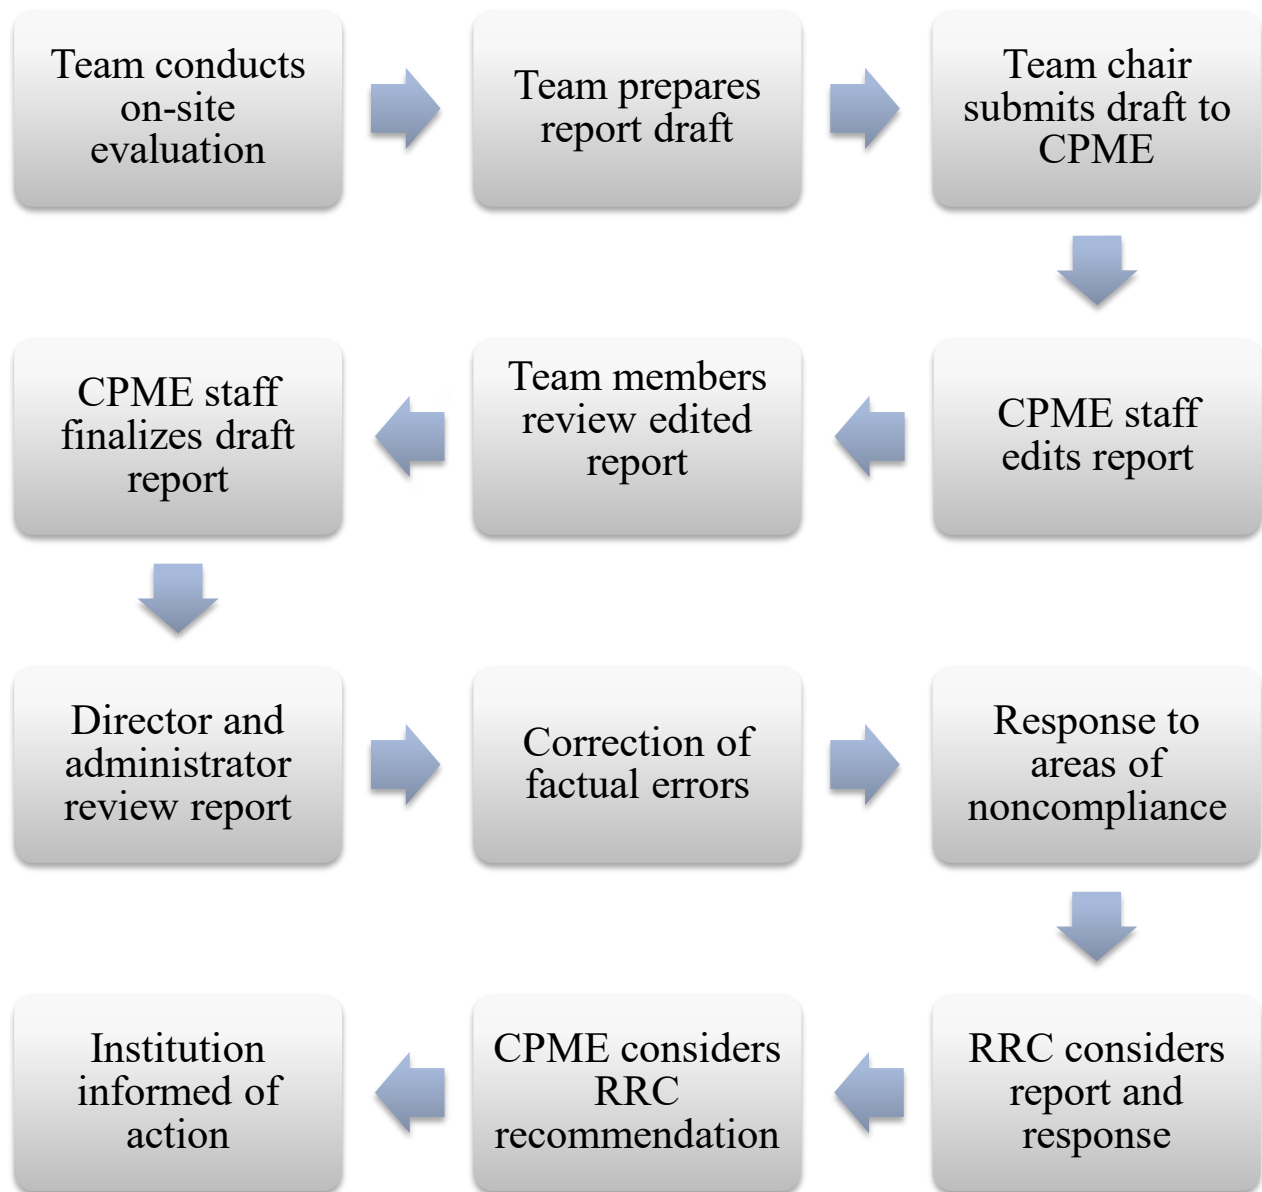 Team conducts
on-site
evaluation
Team prepares
report draft
Team chair
submits draft to
CPME
CPME staff
edits report
Team members
review edited
report
CPME staff
finalizes draft
report
Director and
administrator
review report
Correction of
factual errors
Response to
areas of
noncompliance
RRC considers
report and
response
CPME considers
RRC
recommendation
Institution
informed of
action